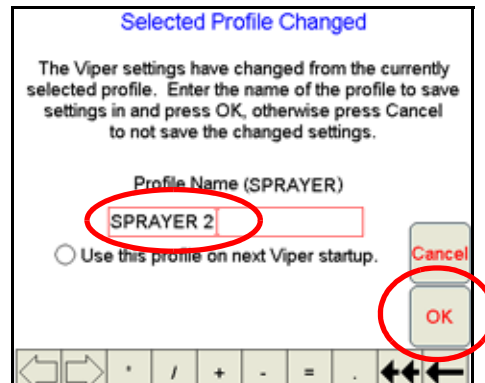 Selected Profile Changed
The Viper settings have changed from the currently
selected profile. Enter the name of the profile to save
settings in and press OK, otherwise press Cancel
to not save the changed settings.
Profile Name (SPRAYER)
SPRAYER 2
Use this profile on next Viper startup.
Cancel
OK
* / + - = .